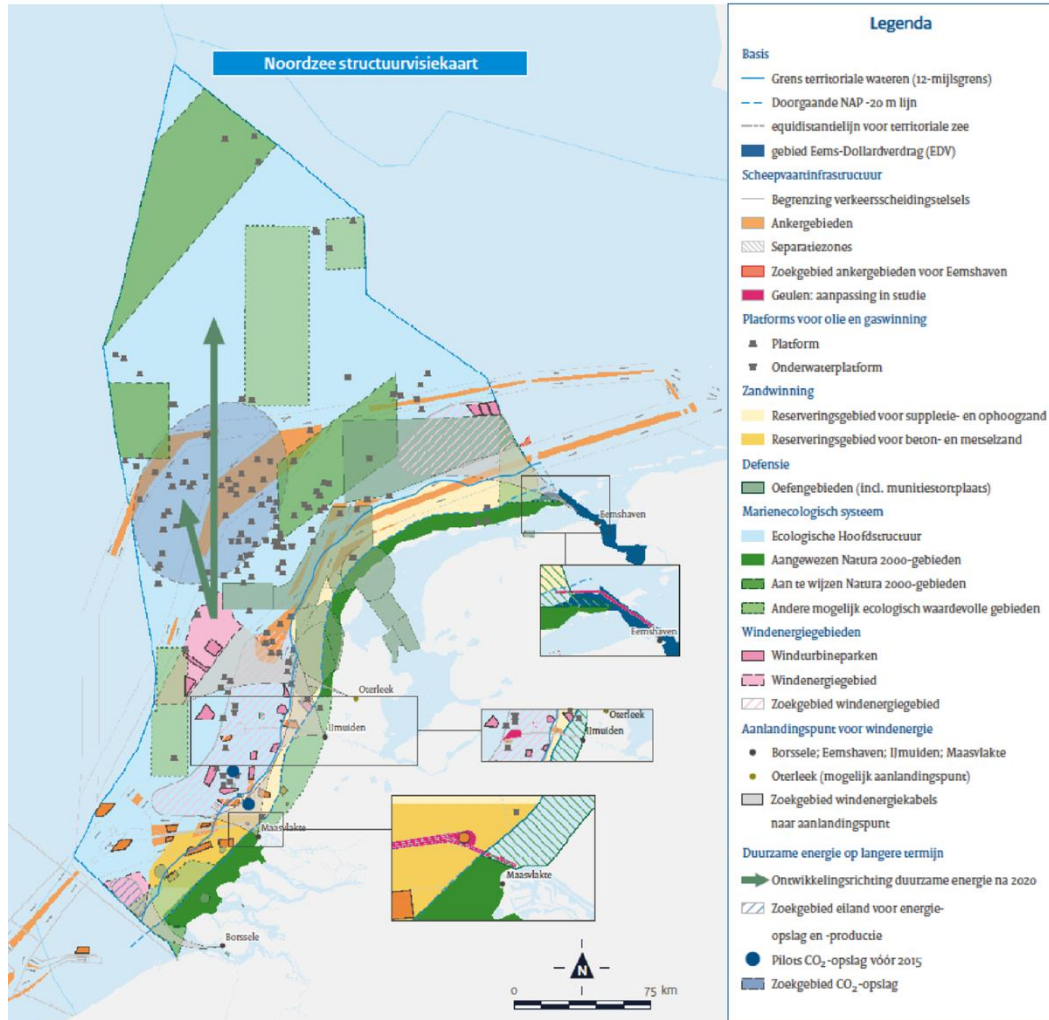 Noordzee structuurvisiekaart
Eemshaven
Eemshaven
Oterleek
IJmuiden
Oterleek
IJmuiden
Maasvlakte
Maasvlakte
Borssele
N
0 75 km
Legenda
Basis
Grens territoriale wateren (12-mijlsgrens)
Doorgaande NAP -20 m lijn
equidistantielijn voor territoriale zee
gebied Eems-Dollardverdrag (EDV)
Scheepvaartinfrastructuur
Begrenzing verkeersscheidingstelsels
Ankergebieden
Separatiezones
Zoekgebied ankergebieden voor Eemshaven
Geulen: aanpassing in studie
Platforms voor olie en gaswinning
Platform
Onderwaterplatform
Zandwinning
Reserveringsgebied voor suppletie- en ophoogzand
Reserveringsgebied voor beton- en metselzand
Defensie
Oefengebieden (incl. munitiestortplaats)
Marienecologisch systeem
Ecologische Hoofdstructuur
Aangewezen Natura 2000-gebieden
Aan te wijzen Natura 2000-gebieden
Andere mogelijk ecologisch waardevolle gebieden
Windenergiegebieden
Windturbineparken
Windenergiegebied
Zoekgebied windenergiegebied
Aanlandingspunt voor windenergie
Borssele; Eemshaven; IJmuiden; Maasvlakte
Oterleek (mogelijk aanlandingspunt)
Zoekgebied windenergiekabels
naar aanlandingspunt
Duurzame energie op langere termijn
Ontwikkelingsrichting duurzame energie na 2020
Zoekgebied eiland voor energie-
opslag en -productie
Pilots CO₂-opslag vóór 2015
Zoekgebied CO₂-opslag